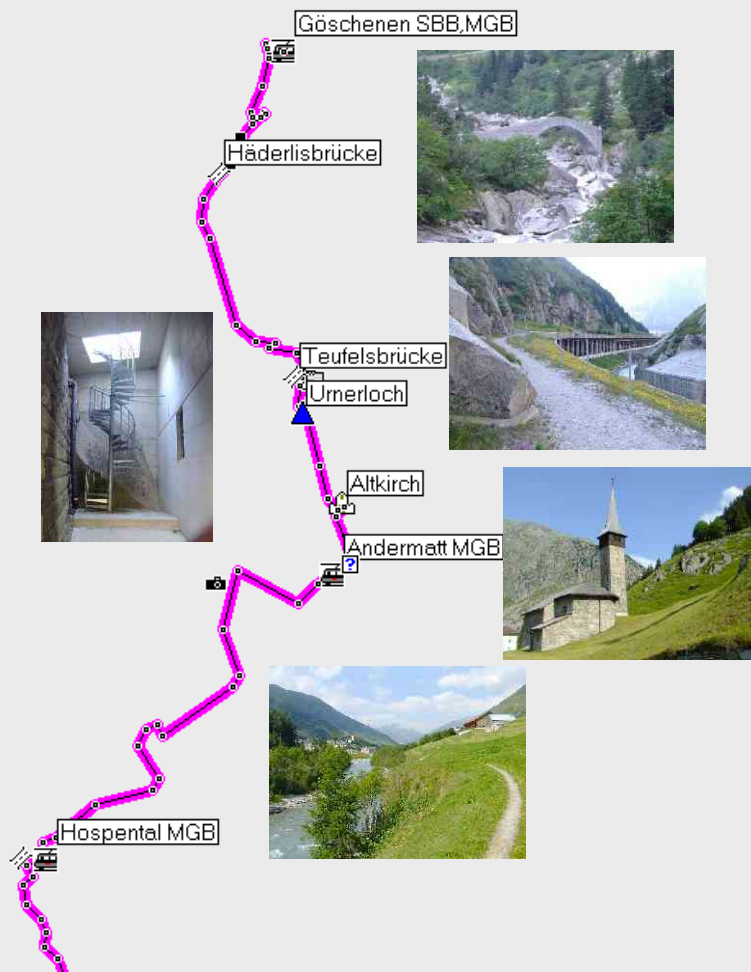 Göschenen SBB,MGB
Häderlisbrücke
Teufelsbrücke
Urnerloch
Altkirch
Andermatt MGB
?
Hospental MGB